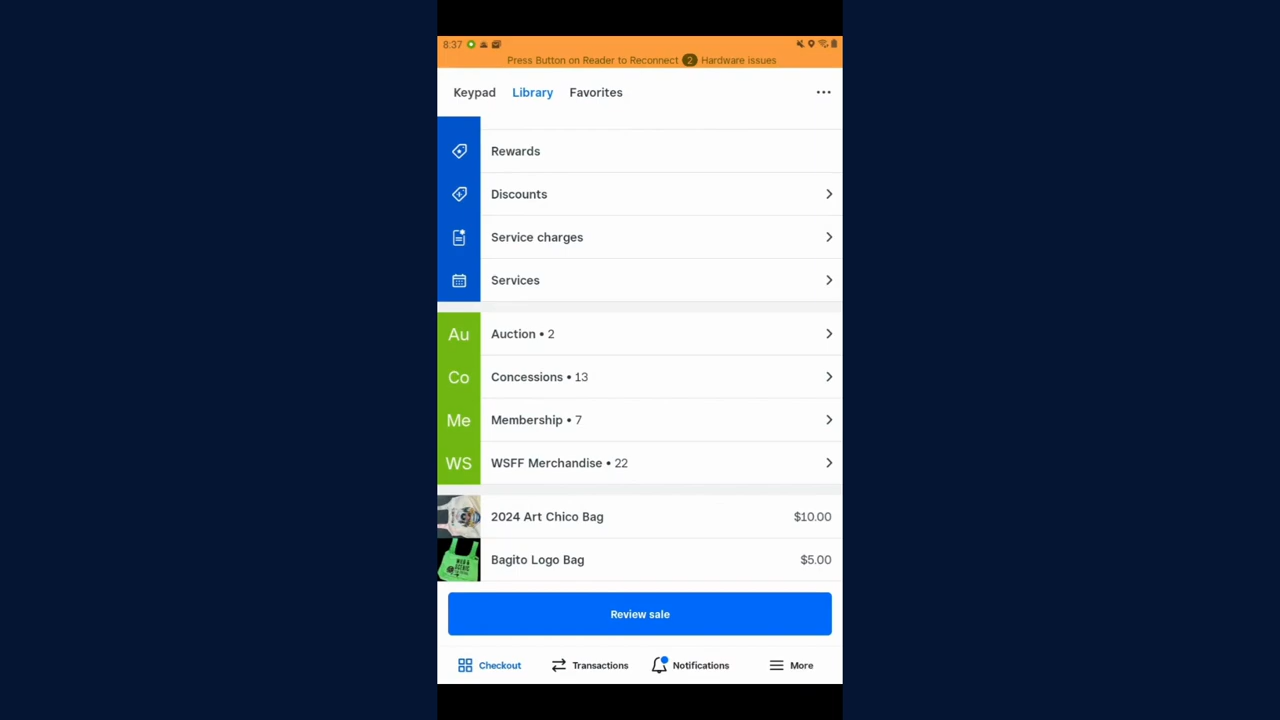 8:37
Press Button on Reader to Reconnect 2 Hardware issues
Keypad Library Favorites
Rewards
Discounts
Service charges
Services
Au Auction • 2
Co Concessions • 13
Me Membership • 7
WS WSFF Merchandise • 22
2024 Art Chico Bag $10.00
Bagito Logo Bag $5.00
Review sale
Checkout Transactions Notifications More